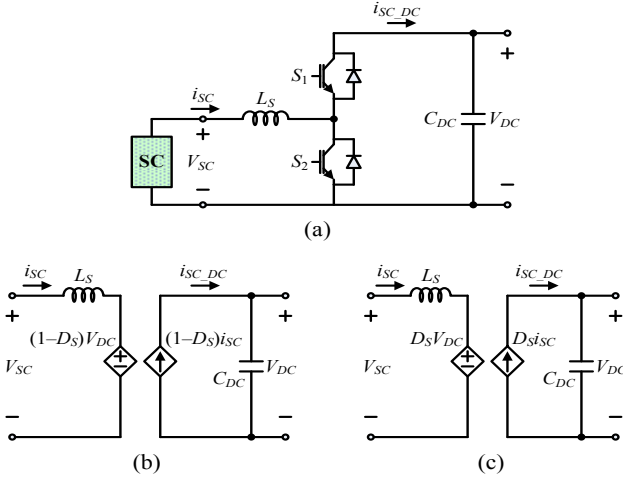 i_SC_DC
S_1
i_SC
L_S
+
+
C_DC
V_DC
SC
V_SC
S_2
−
−
(a)
i_SC
L_S
i_SC_DC
i_SC
L_S
i_SC_DC
+
+
+
+
(1–D_S)V_DC
(1–D_S)i_SC
D_SV_DC
D_Si_SC
V_SC
V_DC
V_SC
V_DC
C_DC
C_DC
−
−
−
−
(b)
(c)